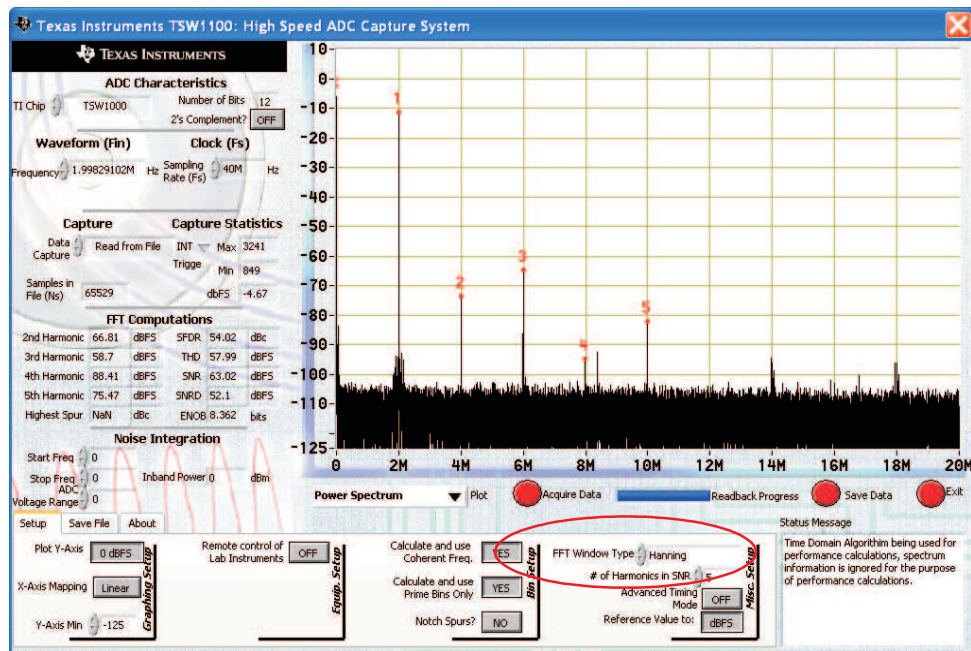 Texas Instruments TSW1100: High Speed ADC Capture System
TEXAS INSTRUMENTS
ADC Characteristics
TI Chip TSW1000 Number of Bits 12
2's Complement? OFF
Waveform (Fin) Clock (Fs)
Frequency 1.99829102M Hz Sampling Rate (Fs) 40M Hz
Capture Capture Statistics
Data Capture Read from File INT Max 3241
Trigge Min 849
Samples in File (Ns) 65529 dbFS -4.67
FFT Computations
2nd Harmonic 66.81 dBFS SFDR 54.02 dBc
3rd Harmonic 58.7 dBFS THD 57.99 dBFS
4th Harmonic 88.41 dBFS SNR 63.02 dBFS
5th Harmonic 75.47 dBFS SNRD 52.1 dBFS
Highest Spur NaN dBc ENOB 8.362 bits
Noise Integration
Start Freq 0
Stop Freq 0 Inband Power 0 dBm
ADC Voltage Range 0
10-
0-
-10-
-20-
-30-
-40-
-50-
-60-
-70-
-80-
-90-
-100-
-110-
-125-
1
2
3
4
5
0 2M 4M 6M 8M 10M 12M 14M 16M 18M 20M
Power Spectrum Plot Acquire Data Readback Progress Save Data Exit
Setup Save File About
Plot Y-Axis 0 dBFS
X-Axis Mapping Linear
Y-Axis Min -125
Graphing Setup
Remote control of Lab Instruments OFF
Equip. Setup
Calculate and use Coherent Freq. YES
Calculate and use Prime Bins Only YES
Notch Spurs? NO
Bin Setup
FFT Window Type Hanning
# of Harmonics in SNR 5
Advanced Timing Mode OFF
Reference Value to: dBFS
Misc. Setup
Status Message
Time Domain Algorithim being used for
performance calculations, spectrum
information is ignored for the purpose
of performance calculations.